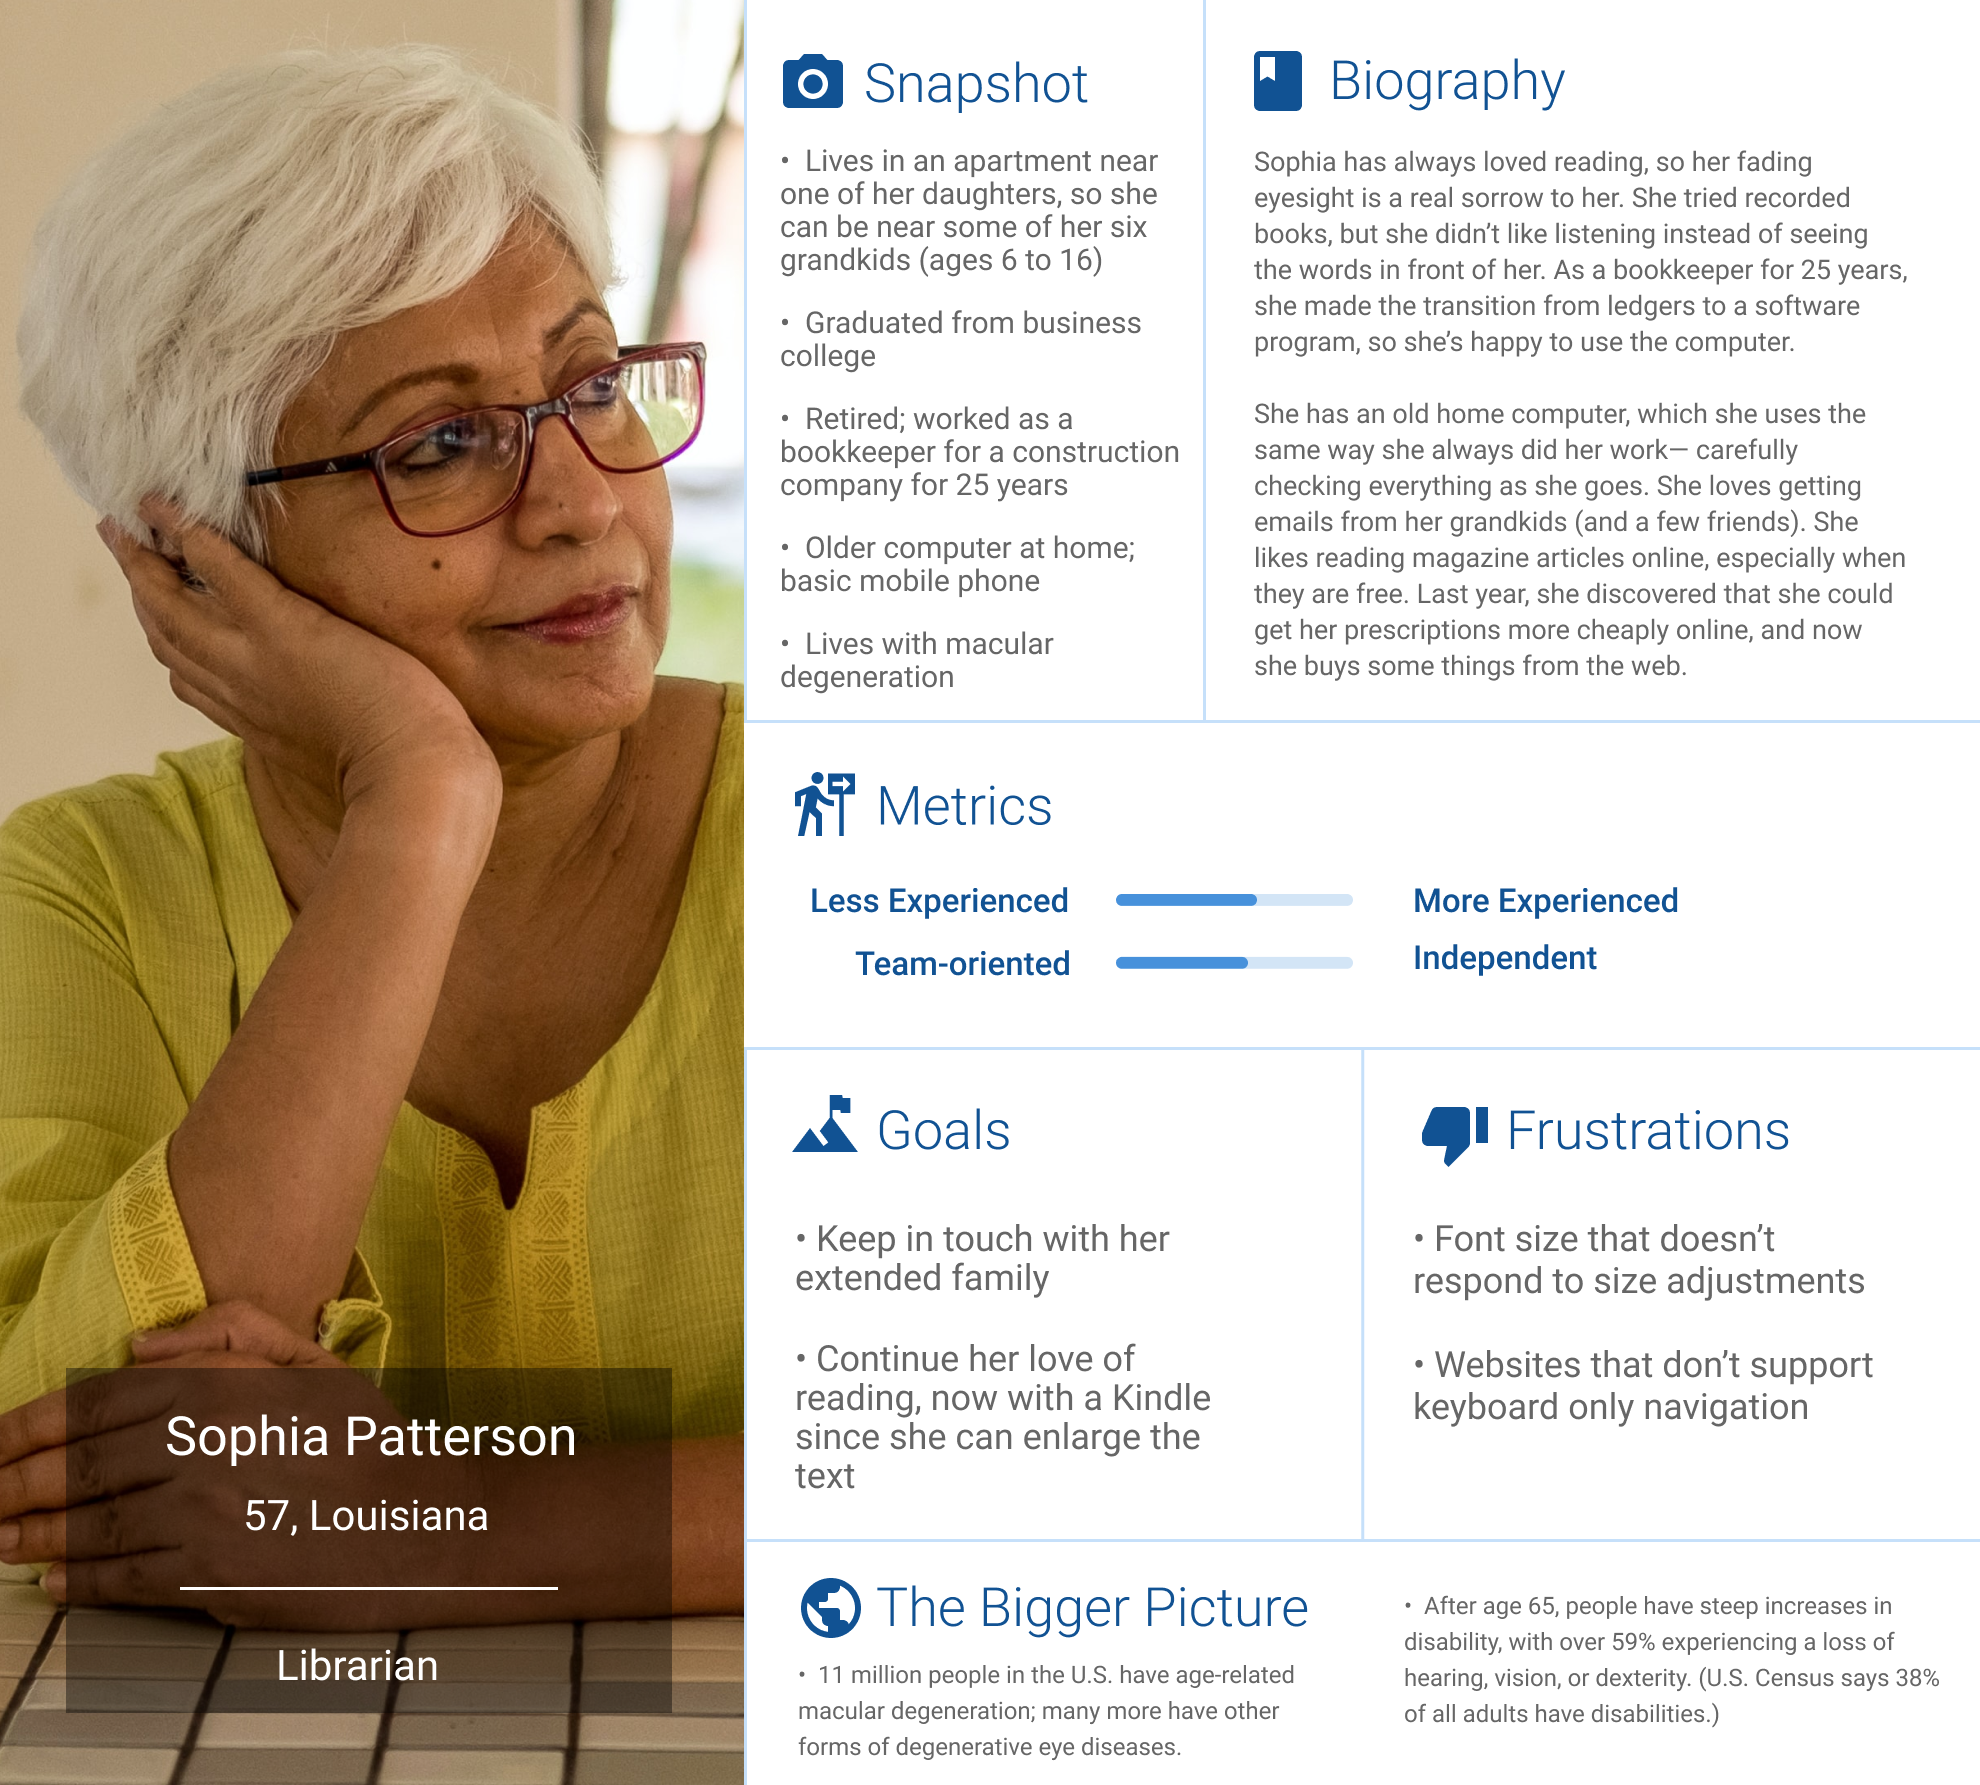 Snapshot
• Lives in an apartment near
one of her daughters, so she
can be near some of her six
grandkids (ages 6 to 16)
• Graduated from business
college
• Retired; worked as a
bookkeeper for a construction
company for 25 years
• Older computer at home;
basic mobile phone
• Lives with macular
degeneration
Biography
Sophia has always loved reading, so her fading
eyesight is a real sorrow to her. She tried recorded
books, but she didn’t like listening instead of seeing
the words in front of her. As a bookkeeper for 25 years,
she made the transition from ledgers to a software
program, so she’s happy to use the computer.
She has an old home computer, which she uses the
same way she always did her work— carefully
checking everything as she goes. She loves getting
emails from her grandkids (and a few friends). She
likes reading magazine articles online, especially when
they are free. Last year, she discovered that she could
get her prescriptions more cheaply online, and now
she buys some things from the web.
Metrics
Less Experienced More Experienced
Team-oriented Independent
Goals
• Keep in touch with her
extended family
• Continue her love of
reading, now with a Kindle
since she can enlarge the
text
Frustrations
• Font size that doesn’t
respond to size adjustments
• Websites that don’t support
keyboard only navigation
Sophia Patterson
57, Louisiana
Librarian
The Bigger Picture
• 11 million people in the U.S. have age-related
macular degeneration; many more have other
forms of degenerative eye diseases.
• After age 65, people have steep increases in
disability, with over 59% experiencing a loss of
hearing, vision, or dexterity. (U.S. Census says 38%
of all adults have disabilities.)